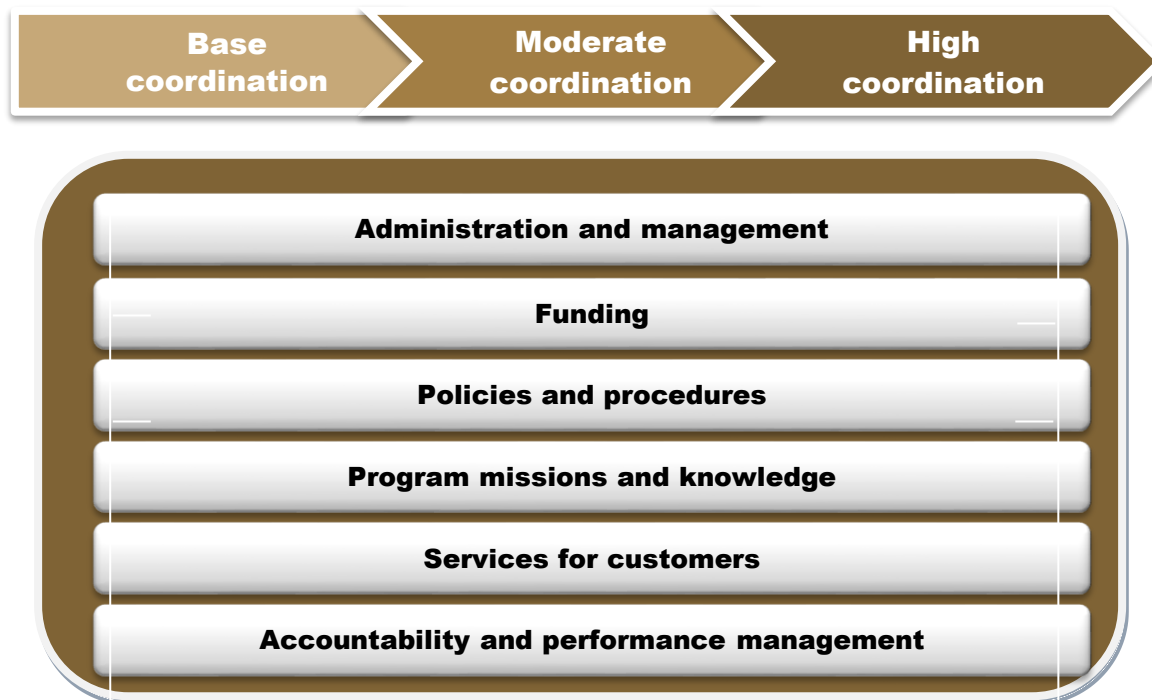 Base
coordination
Moderate
coordination
High
coordination
Administration and management
Funding
Policies and procedures
Program missions and knowledge
Services for customers
Accountability and performance management